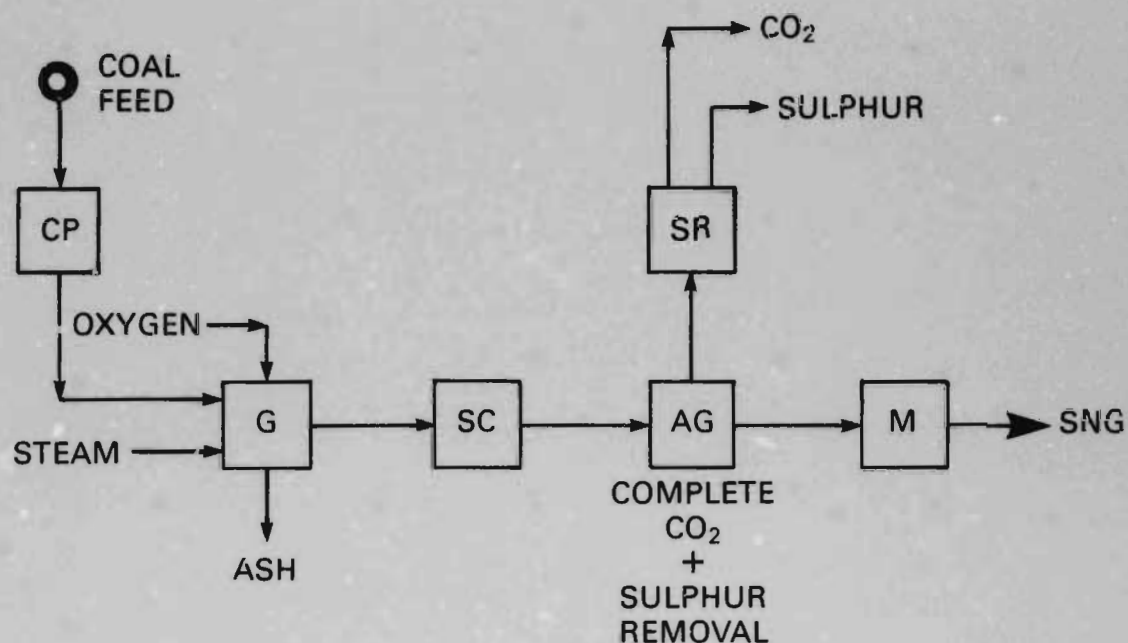 COAL
FEED
CO₂
SULPHUR
CP
SR
OXYGEN
G
SC
AG
M
SNG
STEAM
ASH
COMPLETE
CO₂
+
SULPHUR
REMOVAL